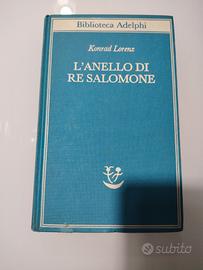 Biblioteca Adelphi
Konrad Lorenz
L'ANELLO DI
RE SALOMONE
subito